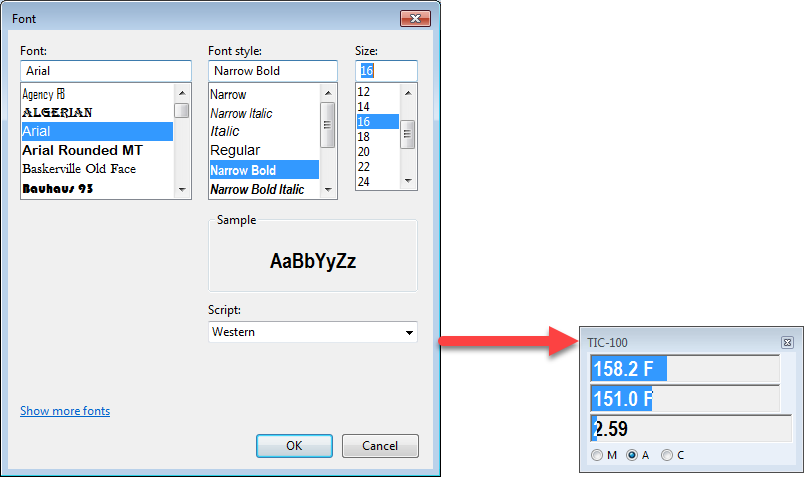 Font
Font:
Arial
Agency FB
ALGERIAN
Arial
Arial Rounded MT
Baskerville Old Face
Bauhaus 93
Font style:
Narrow Bold
Narrow
Narrow Italic
Italic
Regular
Narrow Bold
Narrow Bold Italic
Size:
16
12
14
16
18
20
22
24
Sample
AaBbYyZz
Script:
Western
Show more fonts
OK Cancel
TIC-100
158.2 F
151.0 F
2.59
M A C